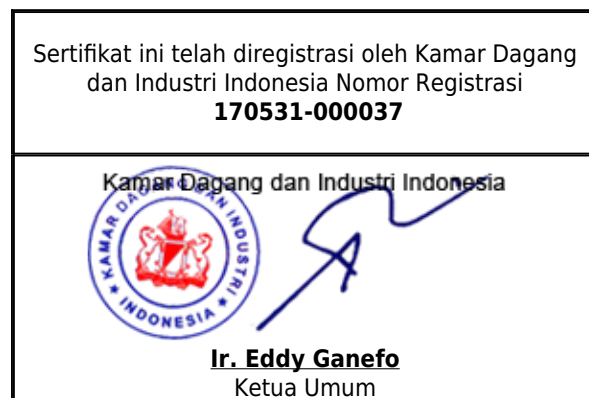 Sertifikat ini telah diregistrasi oleh Kamar Dagang
dan Industri Indonesia Nomor Registrasi
170531-000037
Kamar Dagang dan Industri Indonesia
KAMAR DAGANG DAN INDUSTRI
INDONESIA
Ir. Eddy Ganefo
Ketua Umum